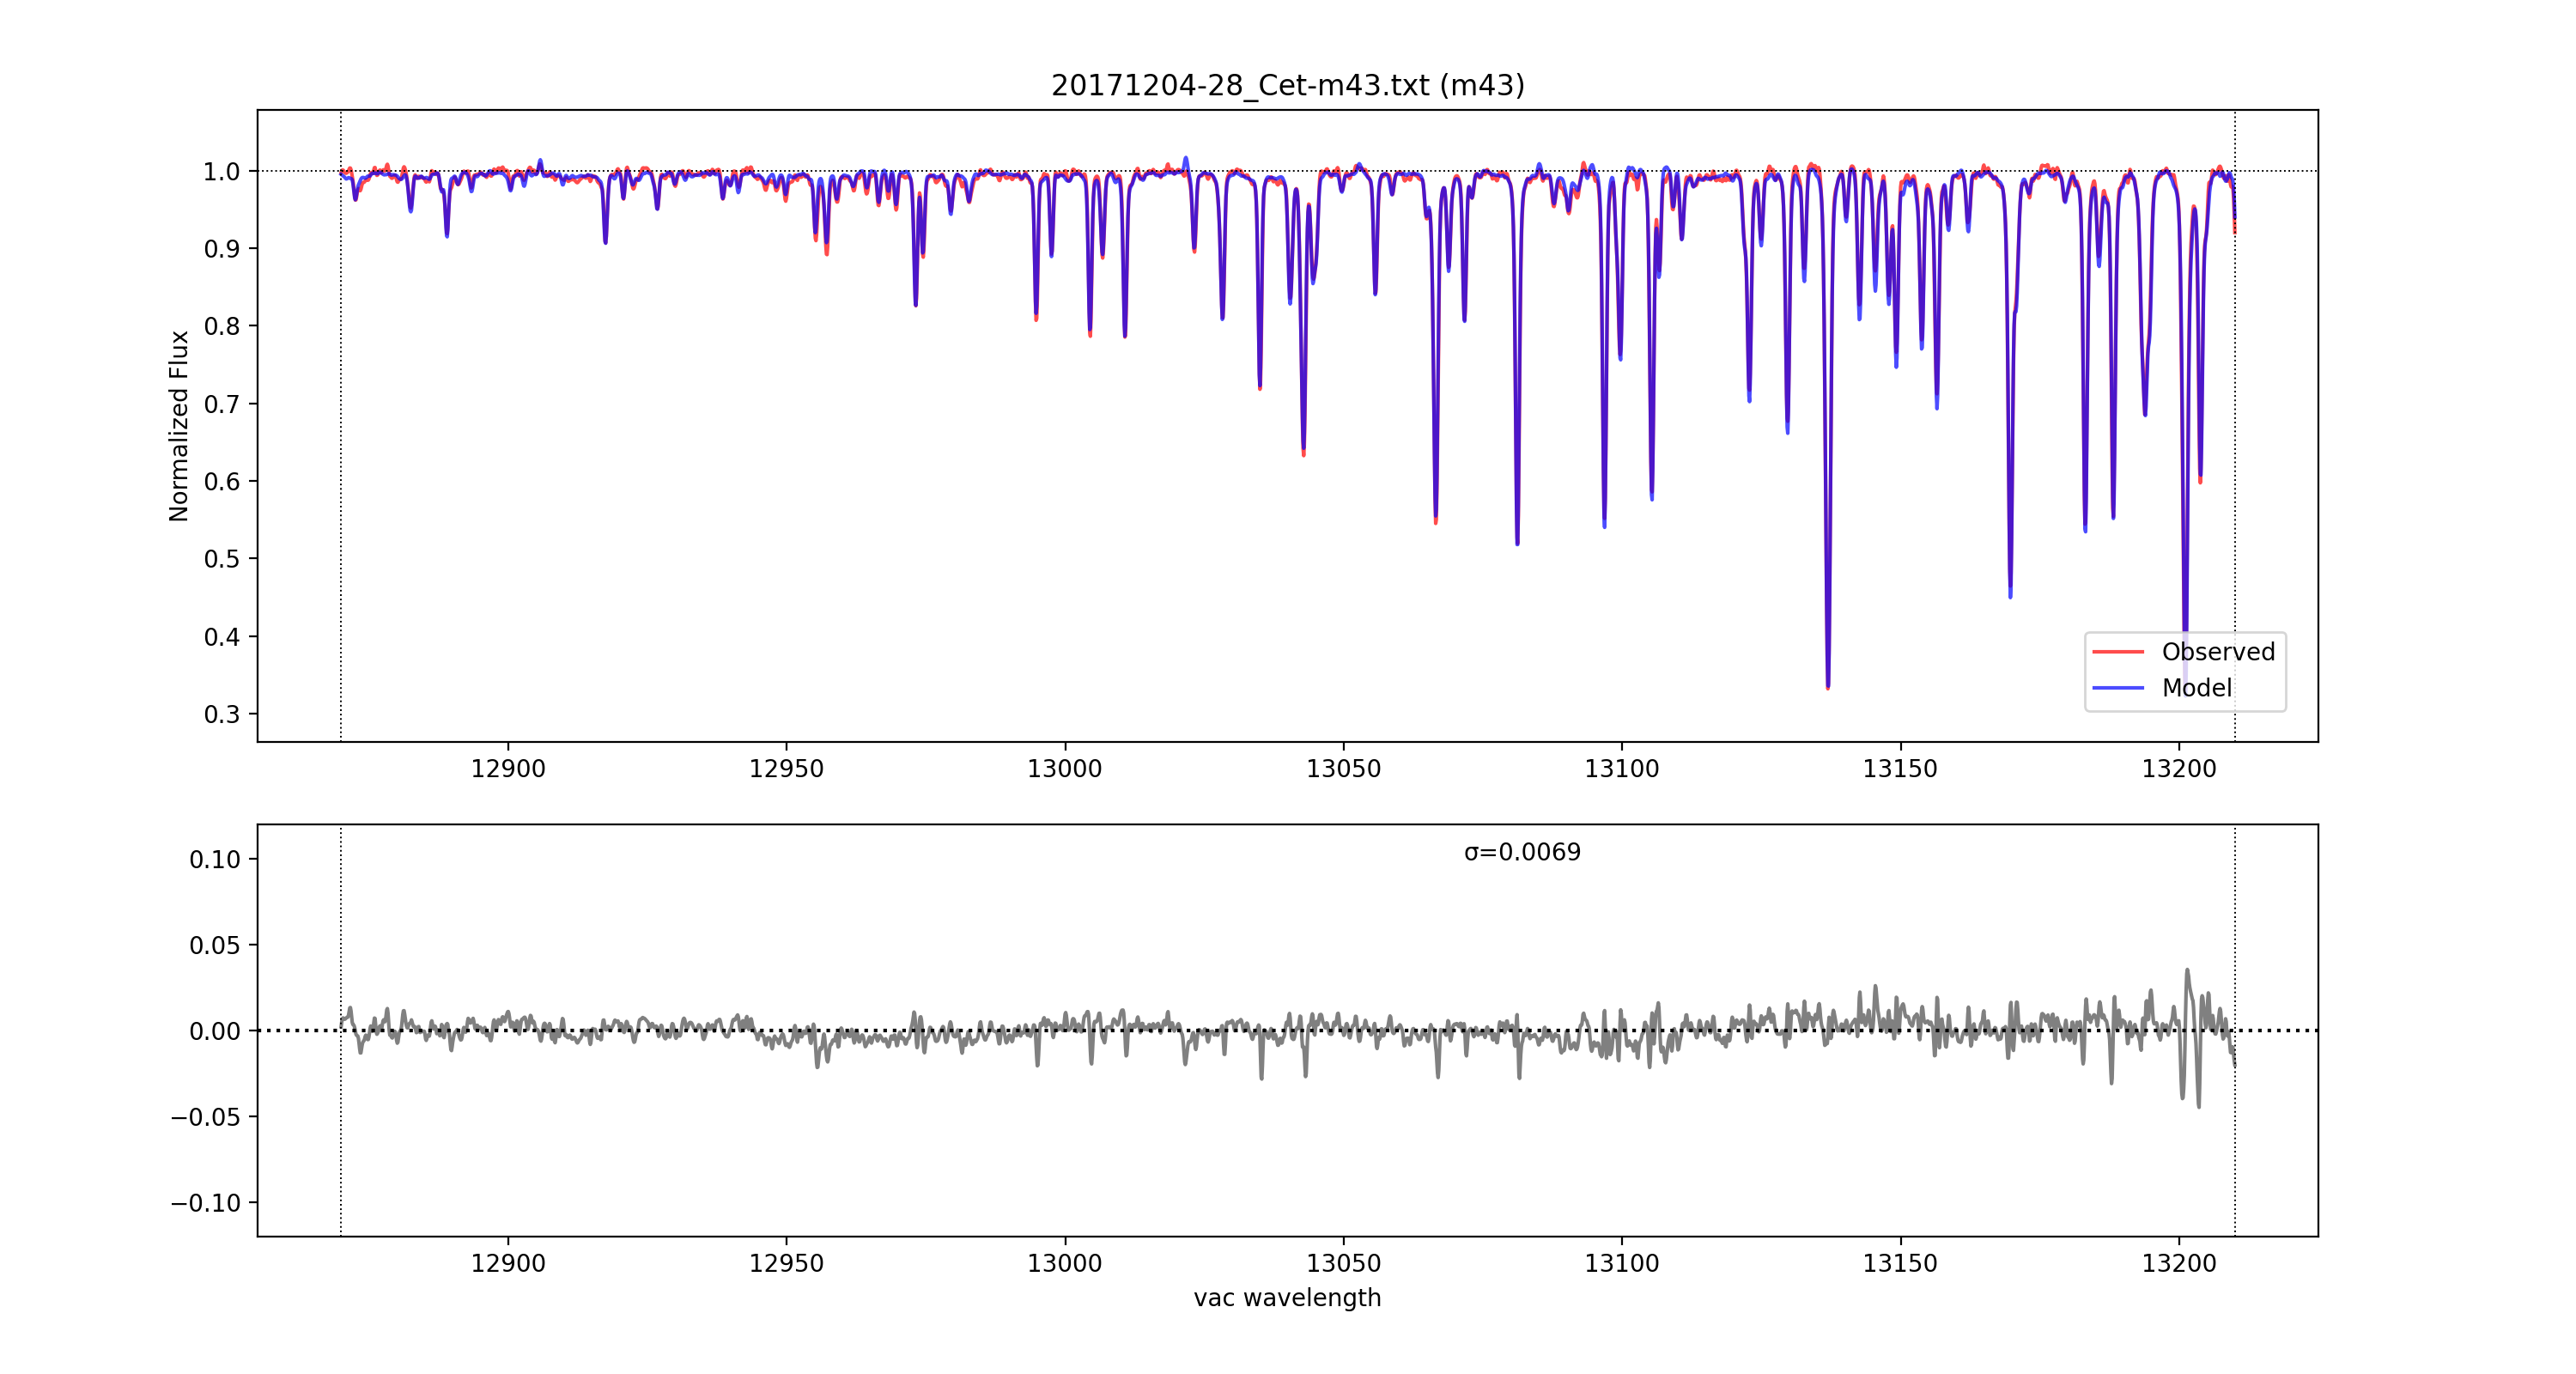 20171204-28_Cet-m43.txt (m43)
Normalized Flux
1.0
0.9
0.8
0.7
0.6
0.5
0.4
0.3
Observed
Model
12900 12950 13000 13050 13100 13150 13200
σ=0.0069
0.10
0.05
0.00
−0.05
−0.10
12900 12950 13000 13050 13100 13150 13200
vac wavelength